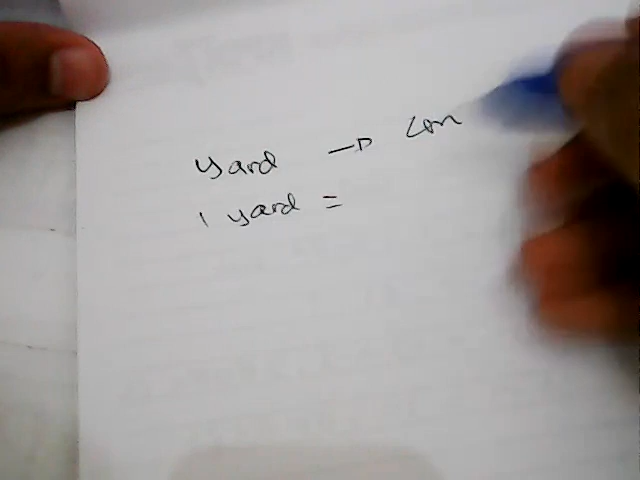 yard → cm
1 yard =